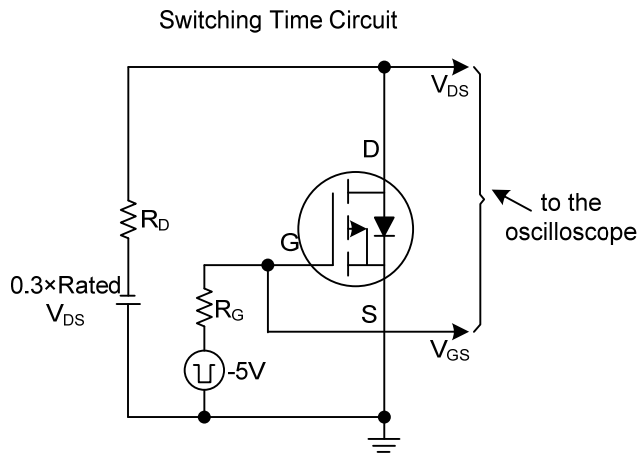 Switching Time Circuit
V_DS
D
to the
oscilloscope
R_D
G
0.3×Rated
V_DS
R_G
S
V_GS
-5V